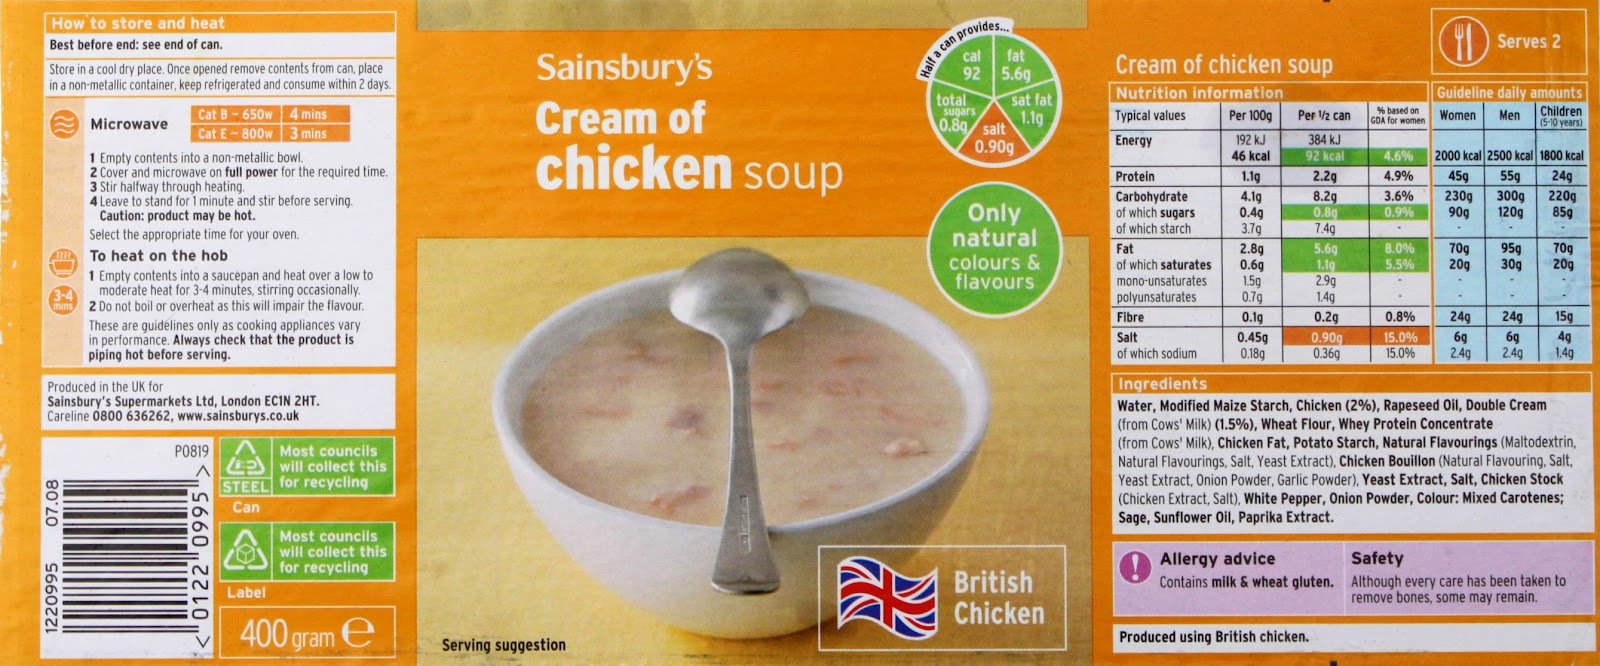 How to store and heat
Best before end: see end of can.
Store in a cool dry place. Once opened remove contents from can, place
in a non-metallic container, keep refrigerated and consume within 2 days.
Microwave
Cat B ~ 650w 4 mins
Cat E ~ 800w 3 mins
1 Empty contents into a non-metallic bowl.
2 Cover and microwave on full power for the required time.
3 Stir halfway through heating.
4 Leave to stand for 1 minute and stir before serving.
Caution: product may be hot.
Select the appropriate time for your oven.
To heat on the hob
3-4
mins
1 Empty contents into a saucepan and heat over a low to
moderate heat for 3-4 minutes, stirring occasionally.
2 Do not boil or overheat as this will impair the flavour.
These are guidelines only as cooking appliances vary
in performance. Always check that the product is
piping hot before serving.
Produced in the UK for
Sainsbury's Supermarkets Ltd, London EC1N 2HT.
Careline 0800 636262, www.sainsburys.co.uk
P0819
07.08
1220995
< 0122 0995 >
STEEL
Most councils
will collect this
for recycling
Can
Most councils
will collect this
for recycling
Label
400 gram e
Sainsbury's
Cream of
chicken soup
Half a can provides...
cal
92
fat
5.6g
total
sugars
0.8g
sat fat
1.1g
salt
0.90g
Only
natural
colours &
flavours
British
Chicken
Serving suggestion
Serves 2
Cream of chicken soup
Nutrition information
Guideline daily amounts
Typical values Per 100g Per 1/2 can % based on GDA for women Women Men Children (5-10 years)
Energy 192 kJ 384 kJ
46 kcal 92 kcal 4.6% 2000 kcal 2500 kcal 1800 kcal
Protein 1.1g 2.2g 4.9% 45g 55g 24g
Carbohydrate 4.1g 8.2g 3.6% 230g 300g 220g
of which sugars 0.4g 0.8g 0.9% 90g 120g 85g
of which starch 3.7g 7.4g - - - -
Fat 2.8g 5.6g 8.0% 70g 95g 70g
of which saturates 0.6g 1.1g 5.5% 20g 30g 20g
mono-unsaturates 1.5g 2.9g - - - -
polyunsaturates 0.7g 1.4g - - - -
Fibre 0.1g 0.2g 0.8% 24g 24g 15g
Salt 0.45g 0.90g 15.0% 6g 6g 4g
of which sodium 0.18g 0.36g 15.0% 2.4g 2.4g 1.4g
Ingredients
Water, Modified Maize Starch, Chicken (2%), Rapeseed Oil, Double Cream
(from Cows' Milk) (1.5%), Wheat Flour, Whey Protein Concentrate
(from Cows' Milk), Chicken Fat, Potato Starch, Natural Flavourings (Maltodextrin,
Natural Flavourings, Salt, Yeast Extract), Chicken Bouillon (Natural Flavouring, Salt,
Yeast Extract, Onion Powder, Garlic Powder), Yeast Extract, Salt, Chicken Stock
(Chicken Extract, Salt), White Pepper, Onion Powder, Colour: Mixed Carotenes;
Sage, Sunflower Oil, Paprika Extract.
Allergy advice
Contains milk & wheat gluten.
Safety
Although every care has been taken to
remove bones, some may remain.
Produced using British chicken.